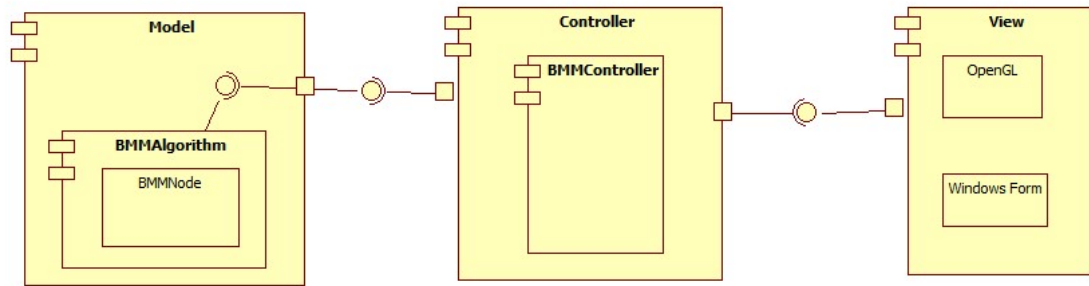 Model
BMMAlgorithm
BMMNode
Controller
BMMController
View
OpenGL
Windows Form